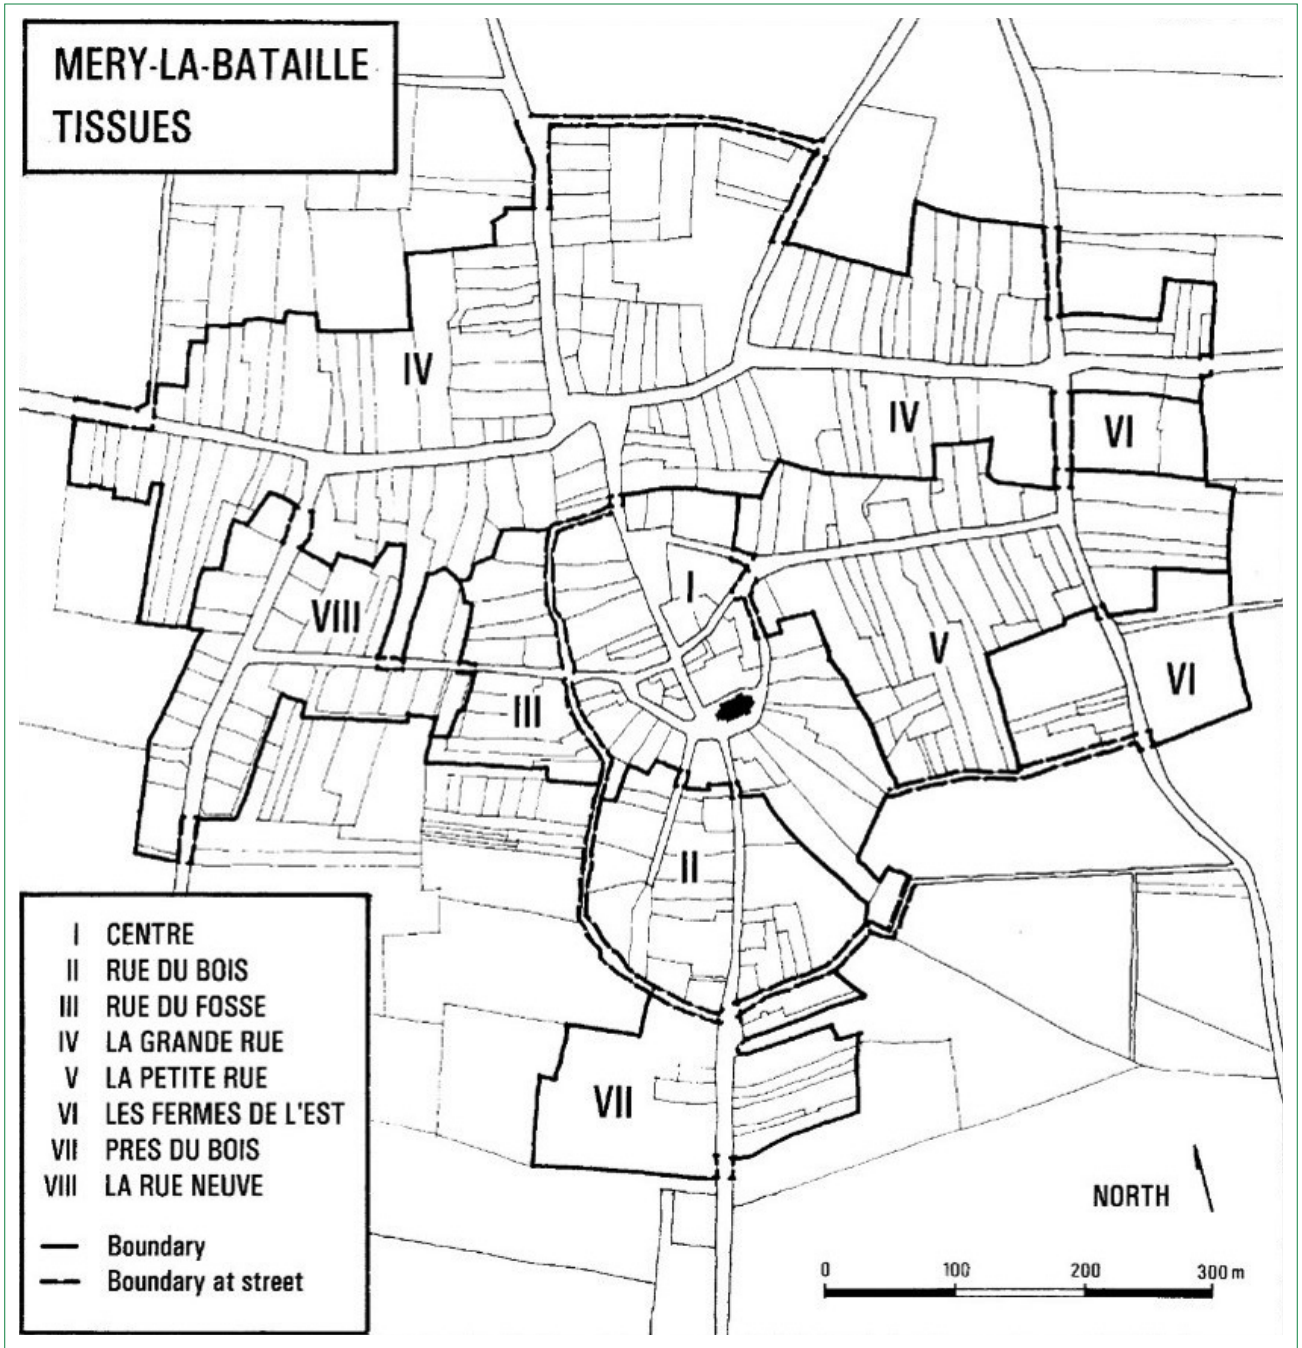 MERY-LA-BATAILLE
TISSUES
IV
IV
VI
I
VIII
V
VI
III
II
VII
I CENTRE
II RUE DU BOIS
III RUE DU FOSSE
IV LA GRANDE RUE
V LA PETITE RUE
VI LES FERMES DE L'EST
VII PRES DU BOIS
VIII LA RUE NEUVE
Boundary
Boundary at street
NORTH
0 100 200 300 m